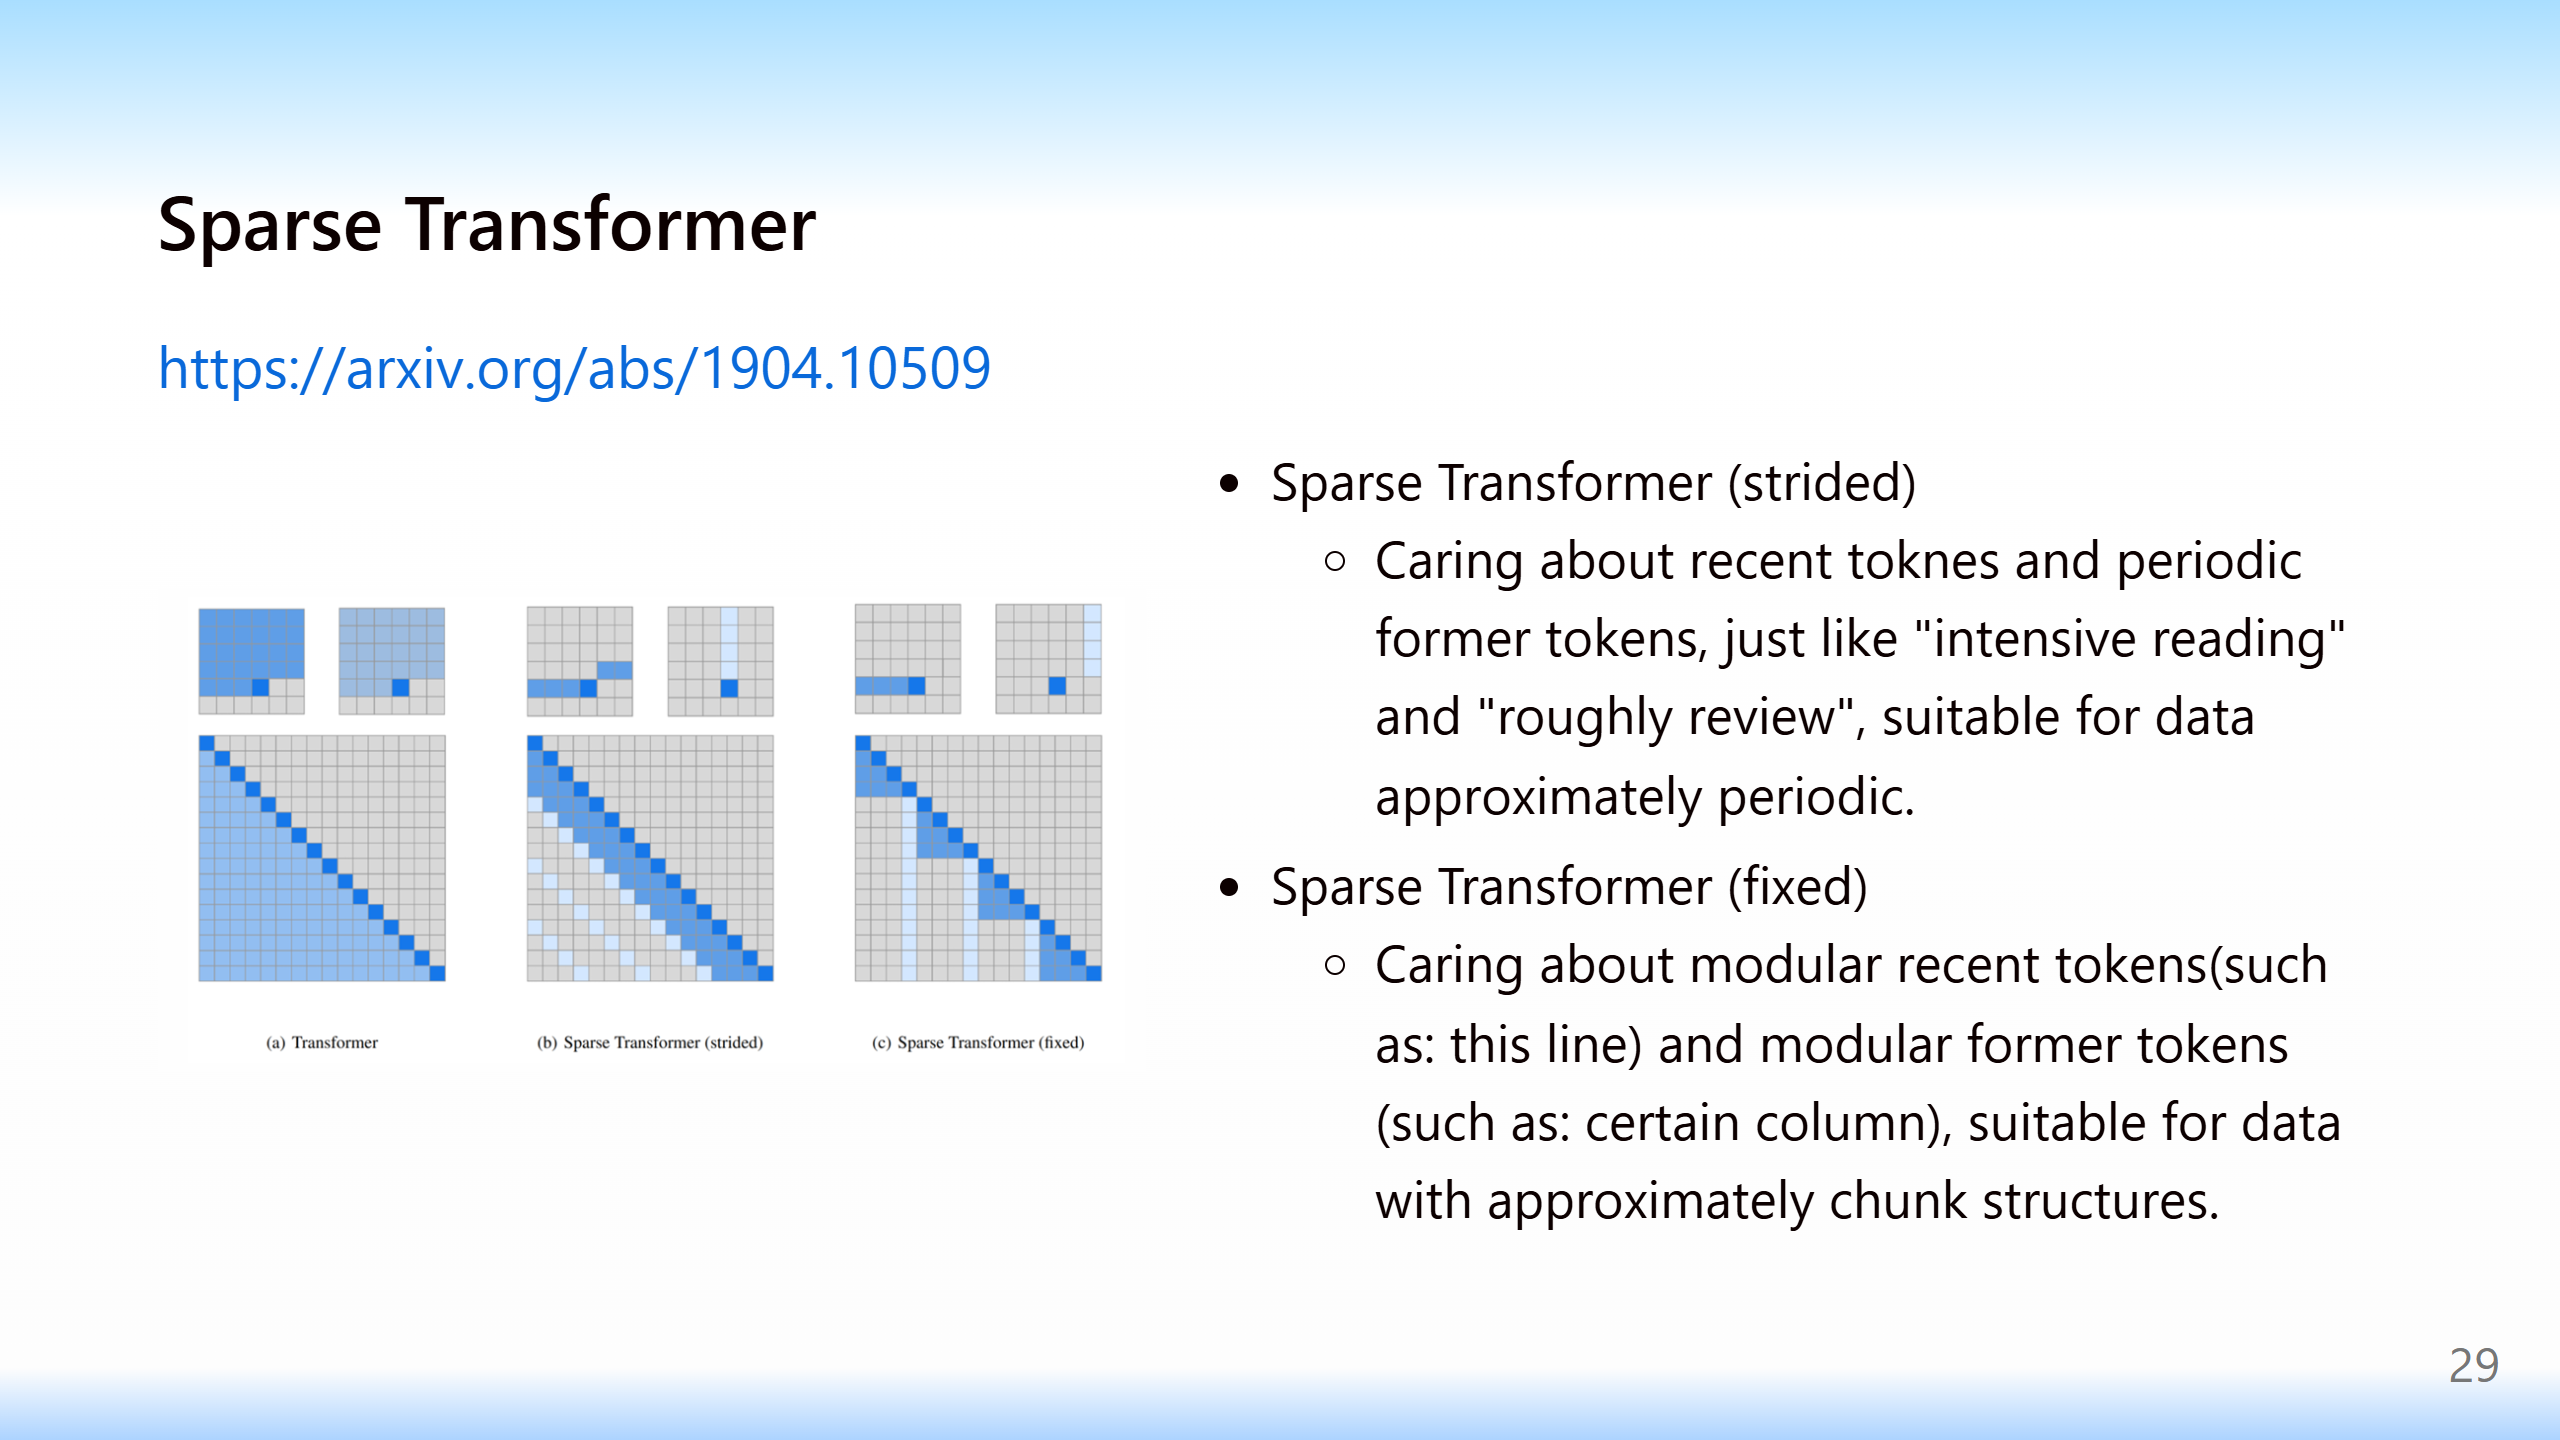 Sparse Transformer
https://arxiv.org/abs/1904.10509
(a) Transformer
(b) Sparse Transformer (strided)
(c) Sparse Transformer (fixed)
• Sparse Transformer (strided)
○ Caring about recent toknes and periodic
former tokens, just like "intensive reading"
and "roughly review", suitable for data
approximately periodic.
• Sparse Transformer (fixed)
○ Caring about modular recent tokens(such
as: this line) and modular former tokens
(such as: certain column), suitable for data
with approximately chunk structures.
29